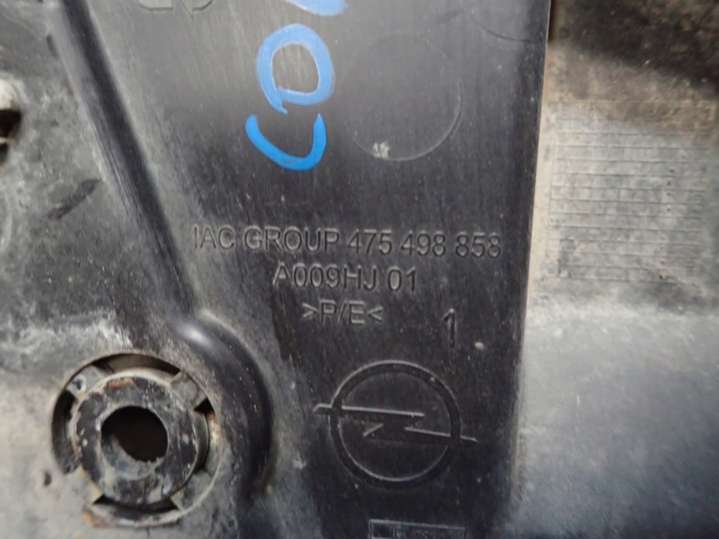 IAC GROUP 475 498 858
A009HJ 01
>P/E<
1